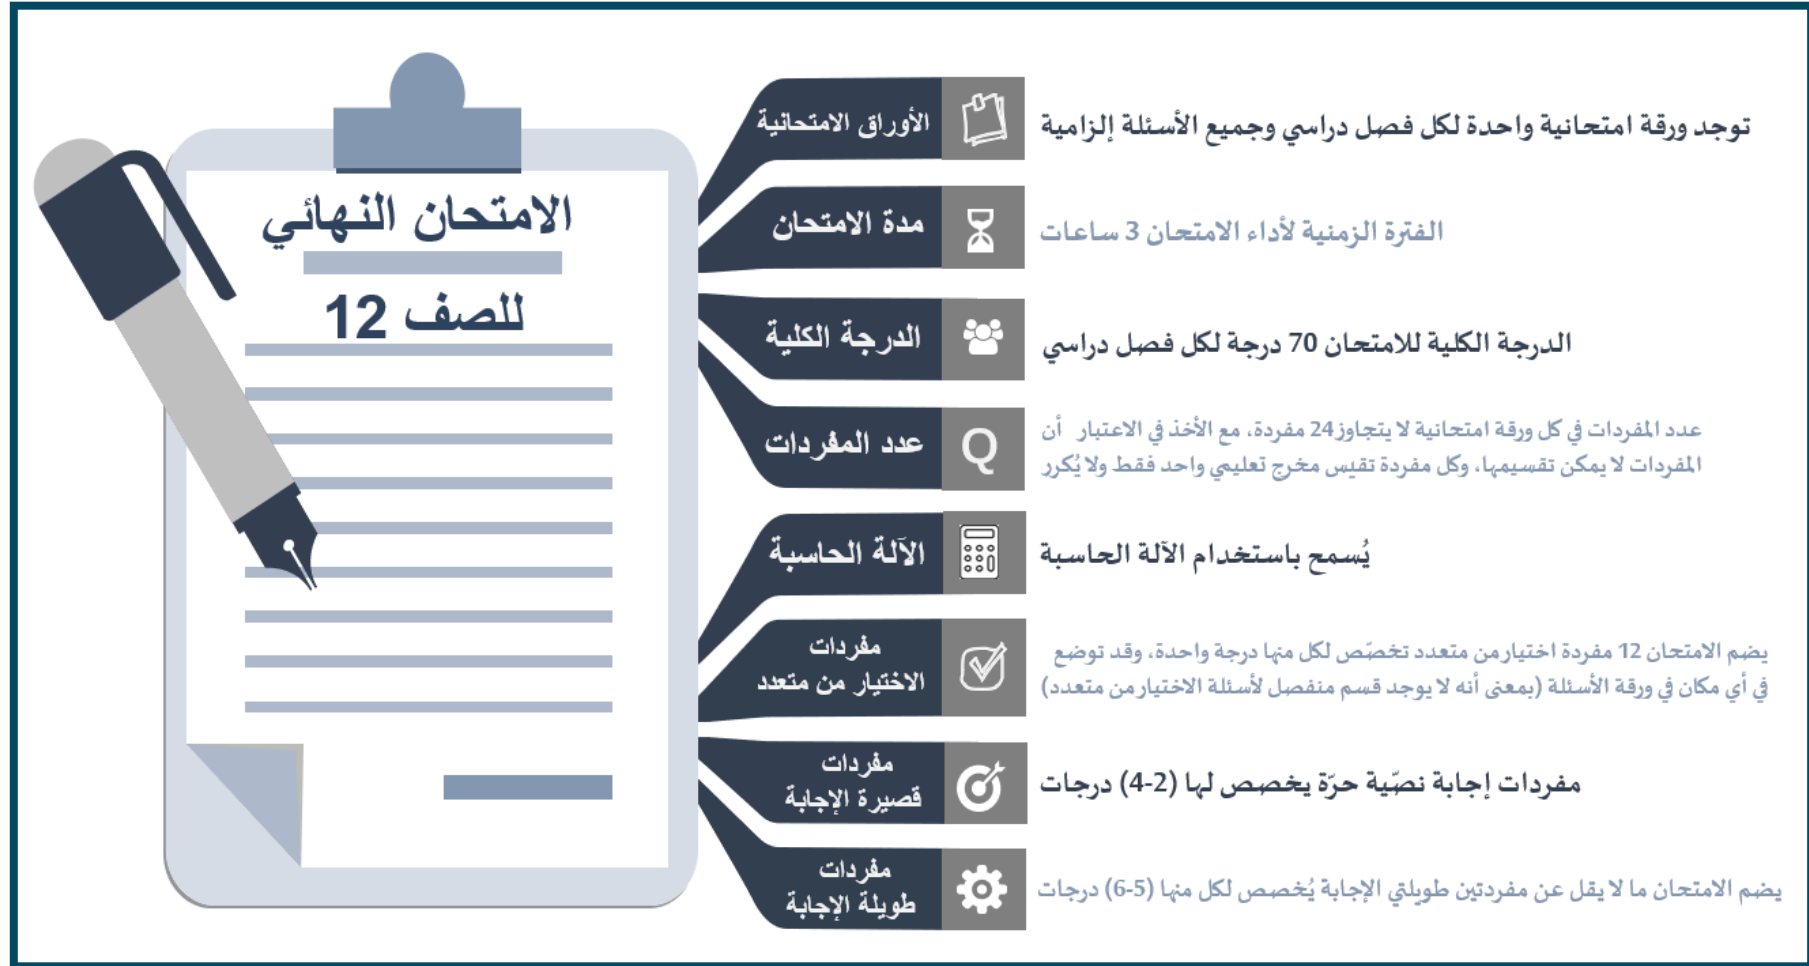 الامتحان النهائي
للصف 12
الأوراق الامتحانية
توجد ورقة امتحانية واحدة لكل فصل دراسي وجميع الأسئلة إلزامية
مدة الامتحان
الفترة الزمنية لأداء الامتحان 3 ساعات
الدرجة الكلية
الدرجة الكلية للامتحان 70 درجة لكل فصل دراسي
عدد المفردات
Q
عدد المفردات في كل ورقة امتحانية لا يتجاوز 24 مفردة، مع الأخذ في الاعتبار أن
المفردات لا يمكن تقسيمها، وكل مفردة تقيس مخرج تعليمي واحد فقط ولا يُكرر
الآلة الحاسبة
يُسمح باستخدام الآلة الحاسبة
مفردات
الاختيار من متعدد
يضم الامتحان 12 مفردة اختيار من متعدد تخصّص لكل منها درجة واحدة، وقد توضع
في أي مكان في ورقة الأسئلة (بمعنى أنه لا يوجد قسم منفصل لأسئلة الاختيار من متعدد)
مفردات
قصيرة الإجابة
مفردات إجابة نصّية حرّة يخصص لها (2-4) درجات
مفردات
طويلة الإجابة
يضم الامتحان ما لا يقل عن مفردتين طويلتي الإجابة يُخصص لكل منها (5-6) درجات